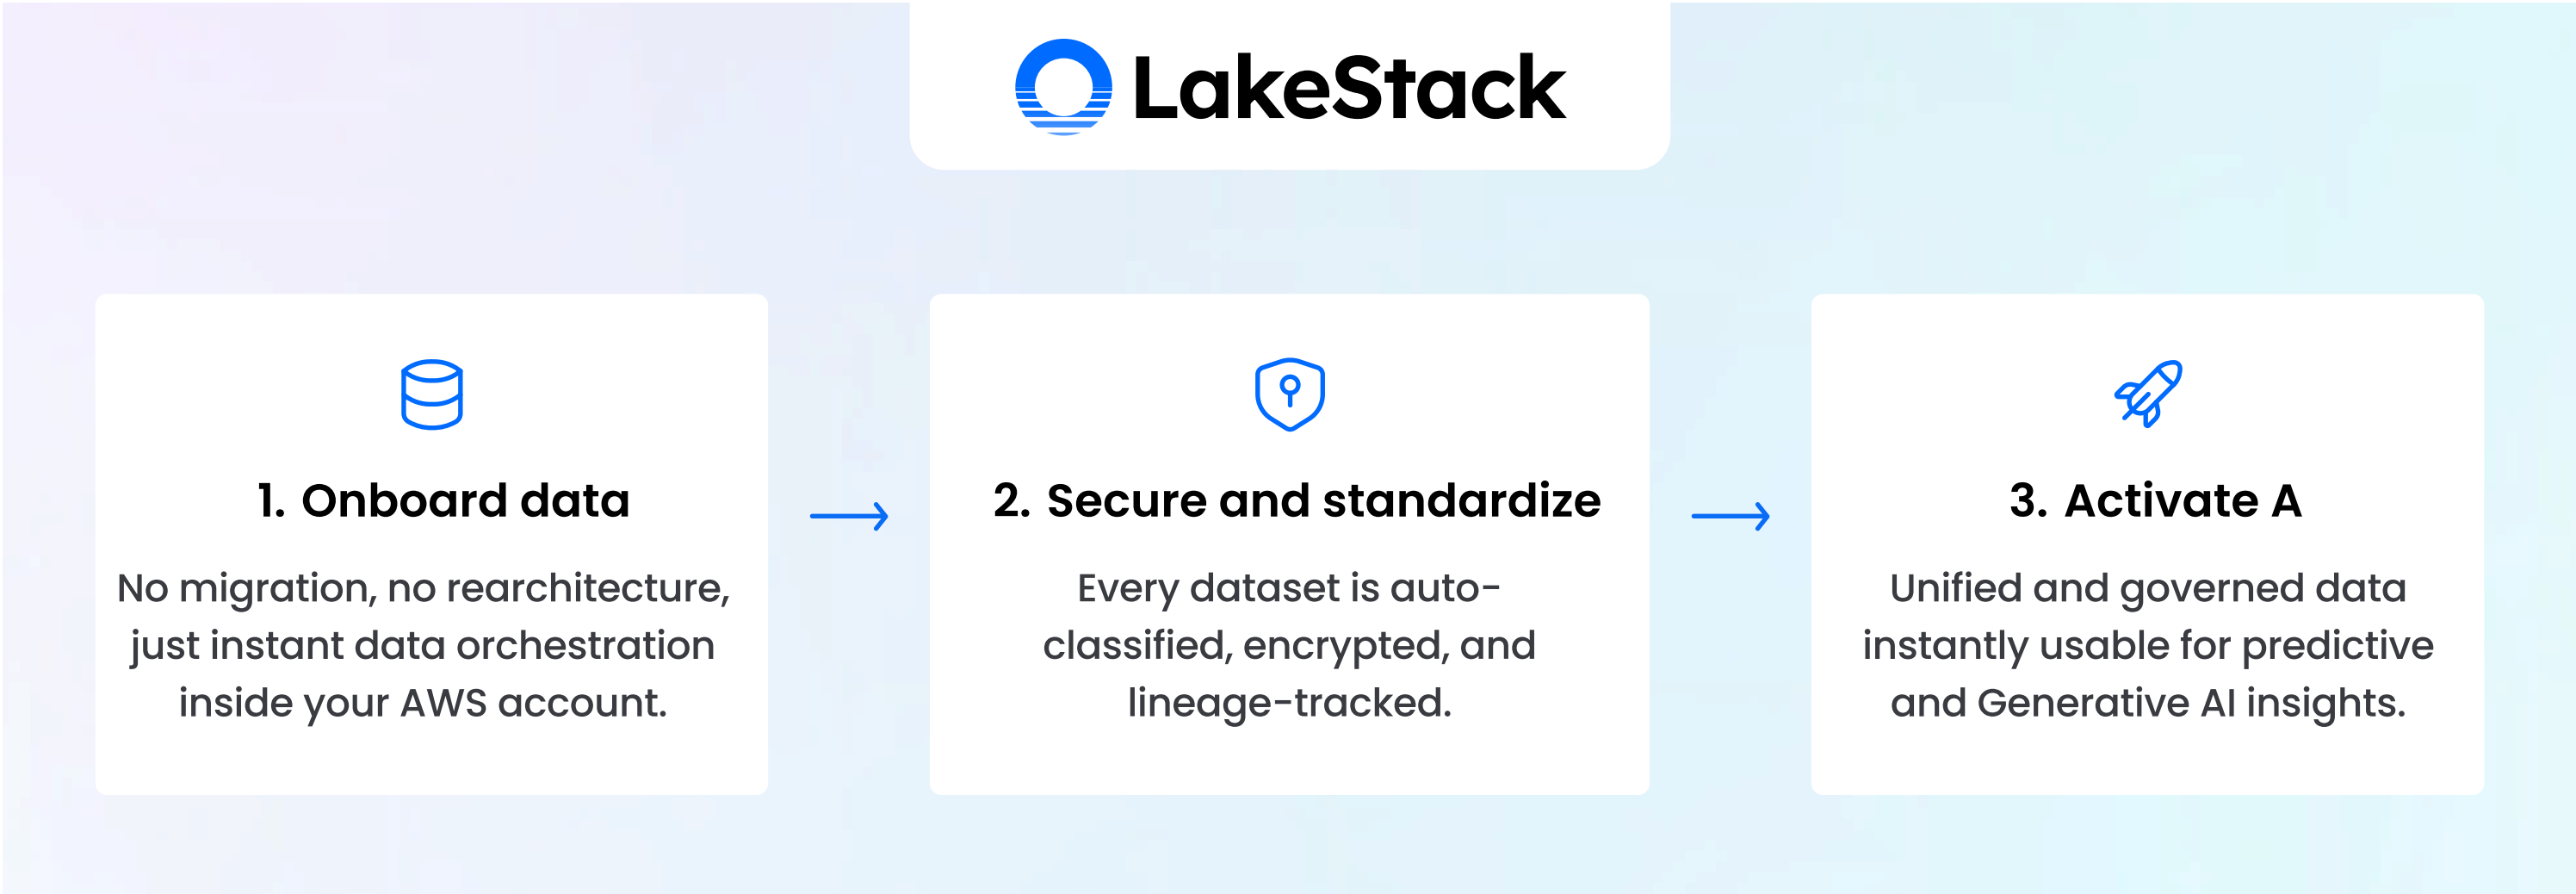 LakeStack
1. Onboard data
No migration, no rearchitecture,
just instant data orchestration
inside your AWS account.
2. Secure and standardize
Every dataset is auto-
classified, encrypted, and
lineage-tracked.
3. Activate A
Unified and governed data
instantly usable for predictive
and Generative AI insights.